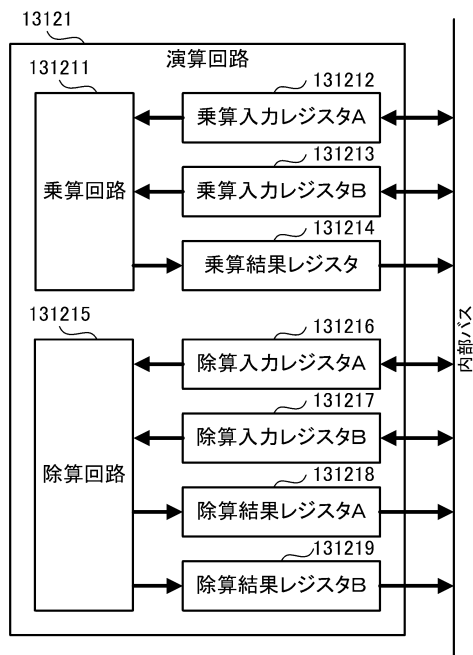 13121
演算回路
131211
131212
乗算入力レジスタA
131213
乗算入力レジスタB
131214
乗算結果レジスタ
乗算回路
131215
131216
除算入力レジスタA
131217
除算入力レジスタB
131218
除算結果レジスタA
131219
除算結果レジスタB
除算回路
内部バス